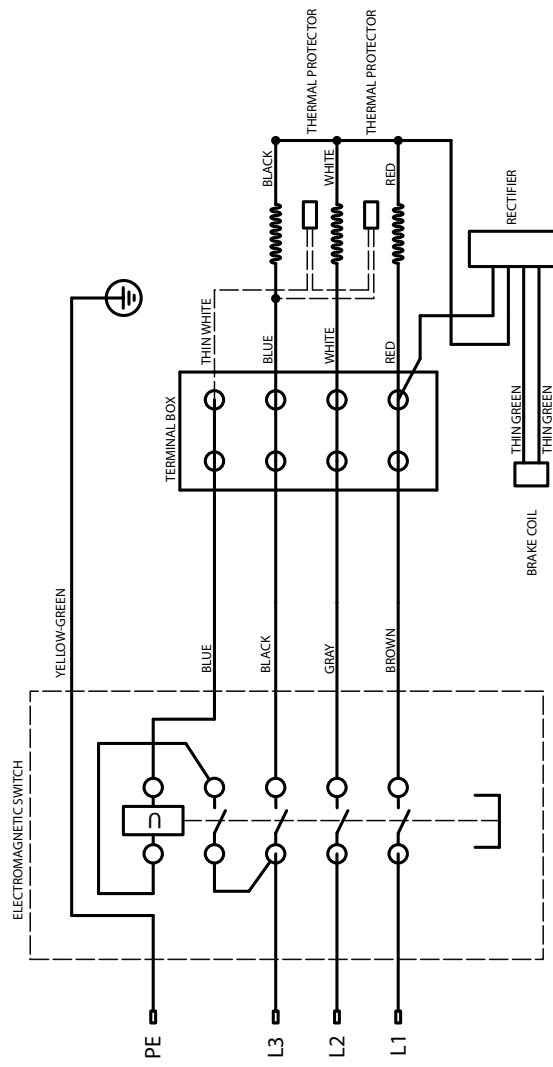 ELECTROMAGNETIC SWITCH
YELLOW-GREEN
TERMINAL BOX
THERMAL PROTECTOR
THERMAL PROTECTOR
PE
BLUE
THIN WHITE
L3
BLACK
BLUE
BLACK
L2
GRAY
WHITE
WHITE
L1
BROWN
RED
RED
U
RECTIFIER
THIN GREEN
THIN GREEN
BRAKE COIL